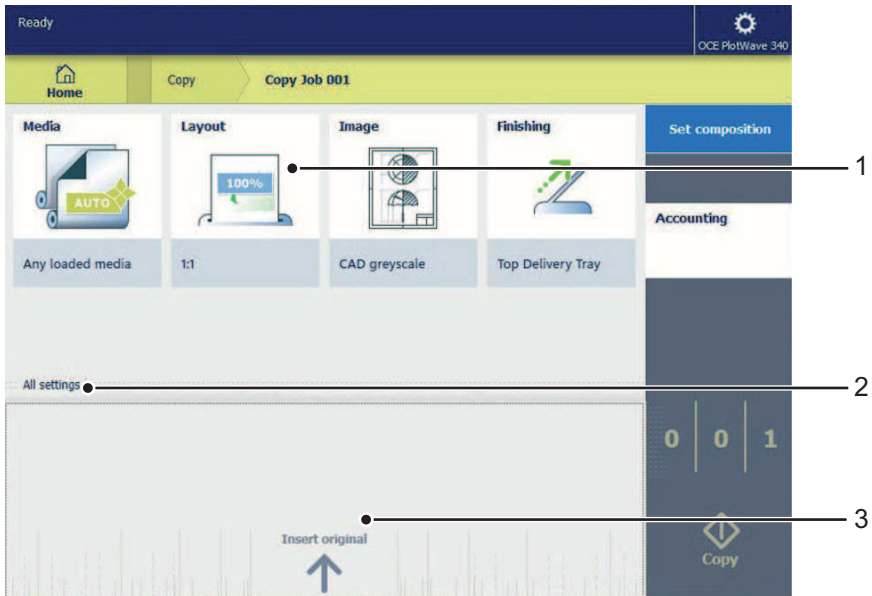 Ready
OCE PlotWave 340
Home
Copy
Copy Job 001
Media
Layout
Image
Finishing
Set composition
AUTO
100%
1
Accounting
Any loaded media
1:1
CAD greyscale
Top Delivery Tray
All settings
2
0 0 1
3
Insert original
Copy